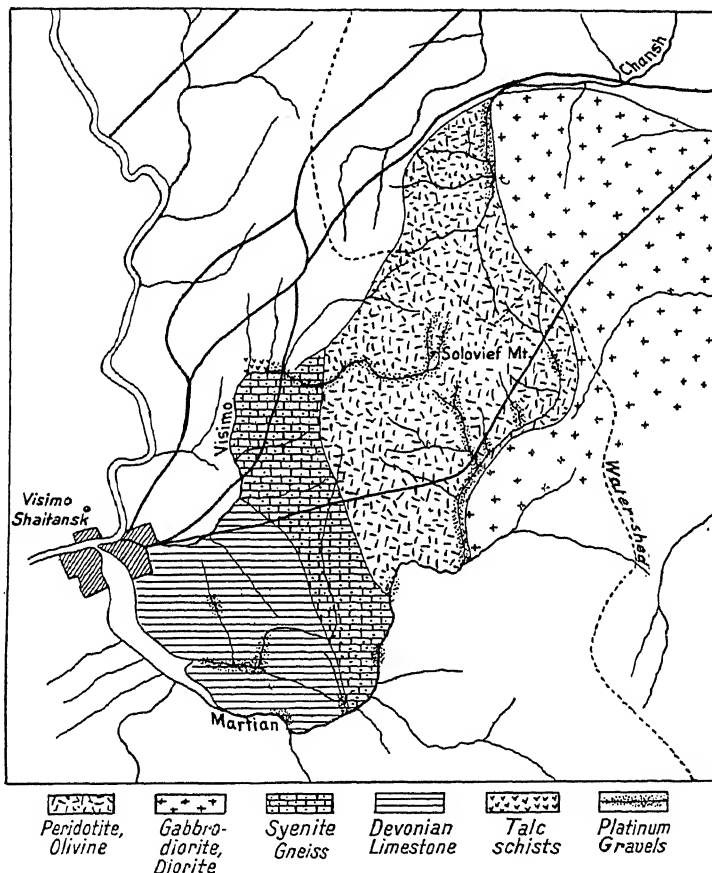 Chansh
Solovief Mt.
Visimo
Visimo
Shaitansk
Water-shed
Martian
Peridotite,
Olivine
Gabbro-
diorite,
Diorite
Syenite
Gneiss
Devonian
Limestone
Talc
schists
Platinum
Gravels